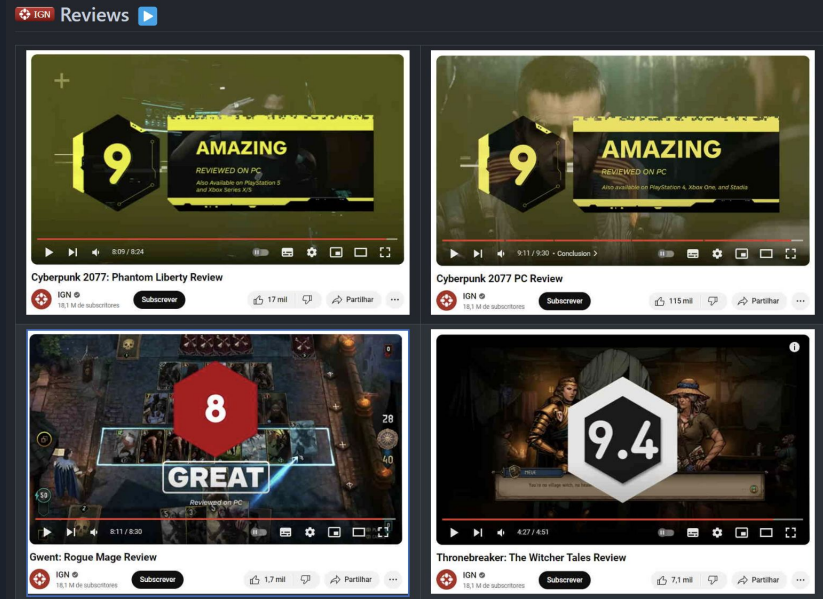 IGN Reviews
9
AMAZING
REVIEWED ON PC
Also Available on PlayStation 5
and Xbox Series X/S
8:09 / 8:24
Cyberpunk 2077: Phantom Liberty Review
IGN
18,1 M de subscritores
Subscrever
17 mil
Partilhar
9
AMAZING
REVIEWED ON PC
Also available on PlayStation 4, Xbox One, and Stadia
9:11 / 9:30 • Conclusion
Cyberpunk 2077 PC Review
IGN
18,1 M de subscritores
Subscrever
115 mil
Partilhar
8
GREAT
Reviewed on PC
28
40
50
8:11 / 8:30
Gwent: Rogue Mage Review
IGN
18,1 M de subscritores
Subscrever
1,7 mil
Partilhar
9.4
4:27 / 4:51
Thronebreaker: The Witcher Tales Review
IGN
18,1 M de subscritores
Subscrever
7,1 mil
Partilhar